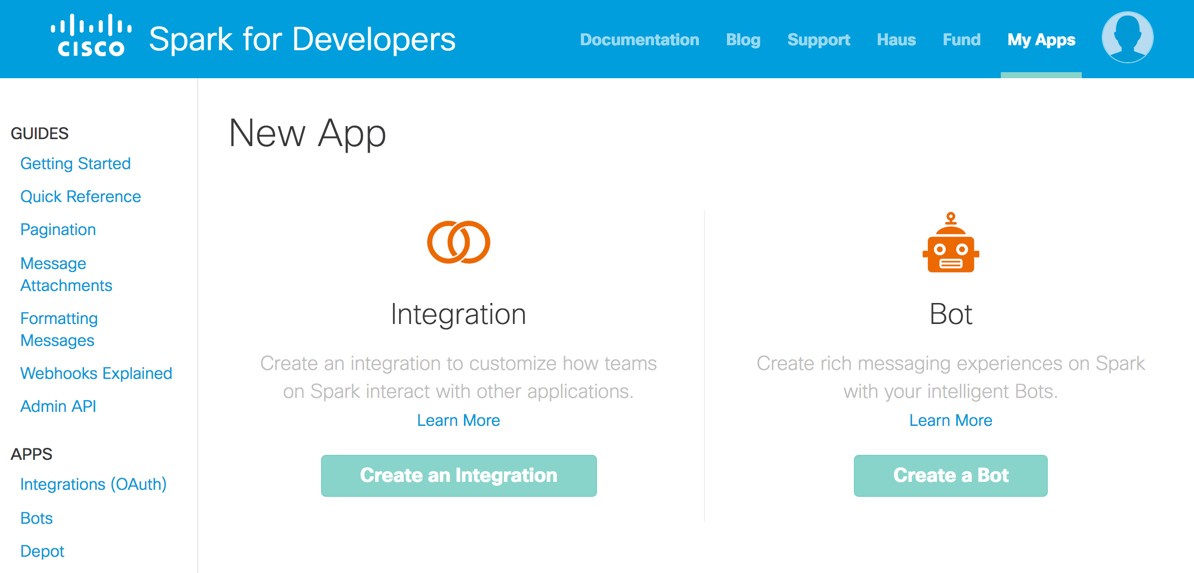 CISCO Spark for Developers
Documentation Blog Support Haus Fund My Apps
GUIDES
Getting Started
Quick Reference
Pagination
Message
Attachments
Formatting
Messages
Webhooks Explained
Admin API
APPS
Integrations (OAuth)
Bots
Depot
New App
Integration
Create an integration to customize how teams
on Spark interact with other applications.
Learn More
Create an Integration
Bot
Create rich messaging experiences on Spark
with your intelligent Bots.
Learn More
Create a Bot